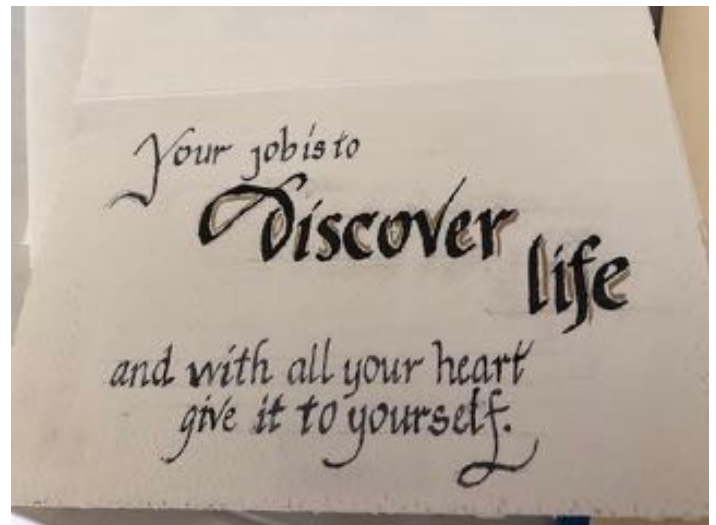 Your job is to
discover
life
and with all your heart
give it to yourself.